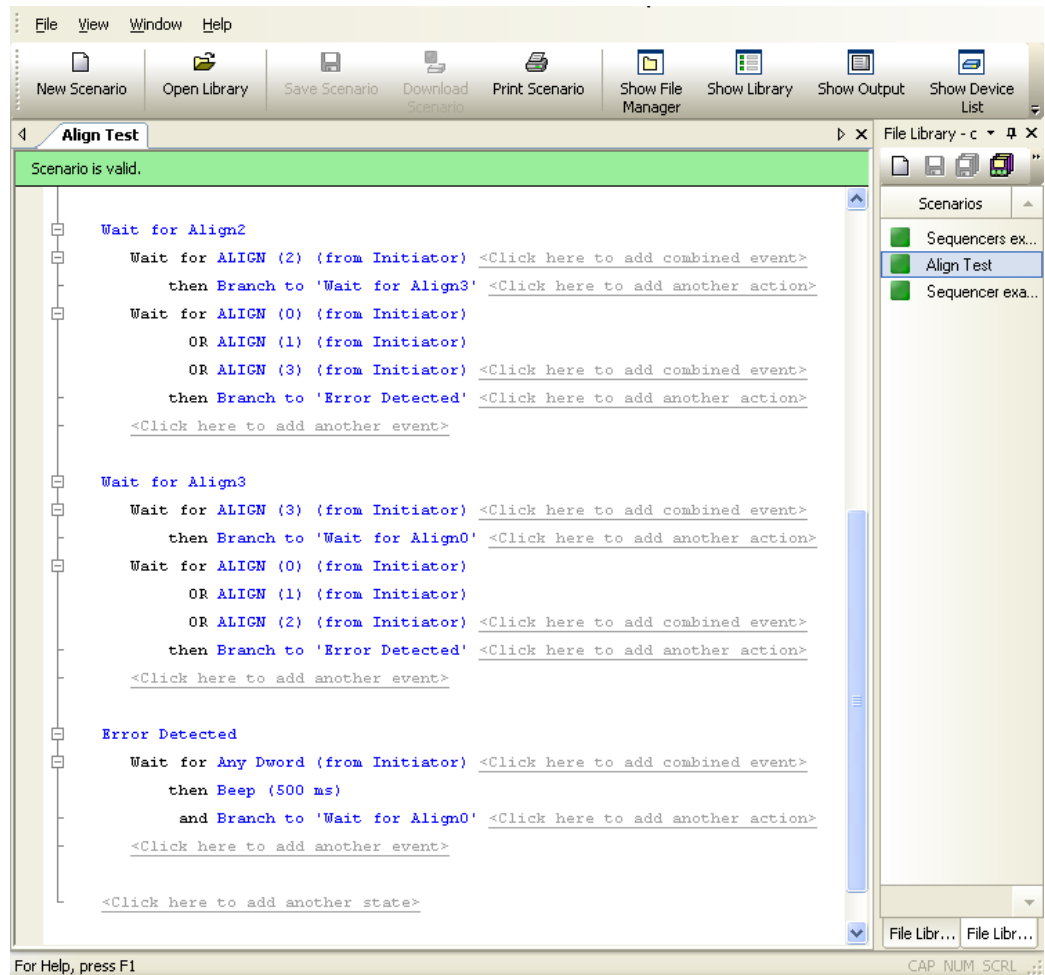 File View Window Help
New Scenario Open Library Save Scenario Download Scenario Print Scenario Show File Manager Show Library Show Output Show Device List
Align Test
File Library - c
Scenario is valid.
Scenarios
Sequencers ex...
Align Test
Sequencer exa...
Wait for Align2
Wait for ALIGN (2) (from Initiator) <Click here to add combined event>
then Branch to 'Wait for Align3' <Click here to add another action>
Wait for ALIGN (0) (from Initiator)
OR ALIGN (1) (from Initiator)
OR ALIGN (3) (from Initiator) <Click here to add combined event>
then Branch to 'Error Detected' <Click here to add another action>
<Click here to add another event>
Wait for Align3
Wait for ALIGN (3) (from Initiator) <Click here to add combined event>
then Branch to 'Wait for Align0' <Click here to add another action>
Wait for ALIGN (0) (from Initiator)
OR ALIGN (1) (from Initiator)
OR ALIGN (2) (from Initiator) <Click here to add combined event>
then Branch to 'Error Detected' <Click here to add another action>
<Click here to add another event>
Error Detected
Wait for Any Dword (from Initiator) <Click here to add combined event>
then Beep (500 ms)
and Branch to 'Wait for Align0' <Click here to add another action>
<Click here to add another event>
<Click here to add another state>
File Libr... File Libr...
For Help, press F1
CAP NUM SCRL